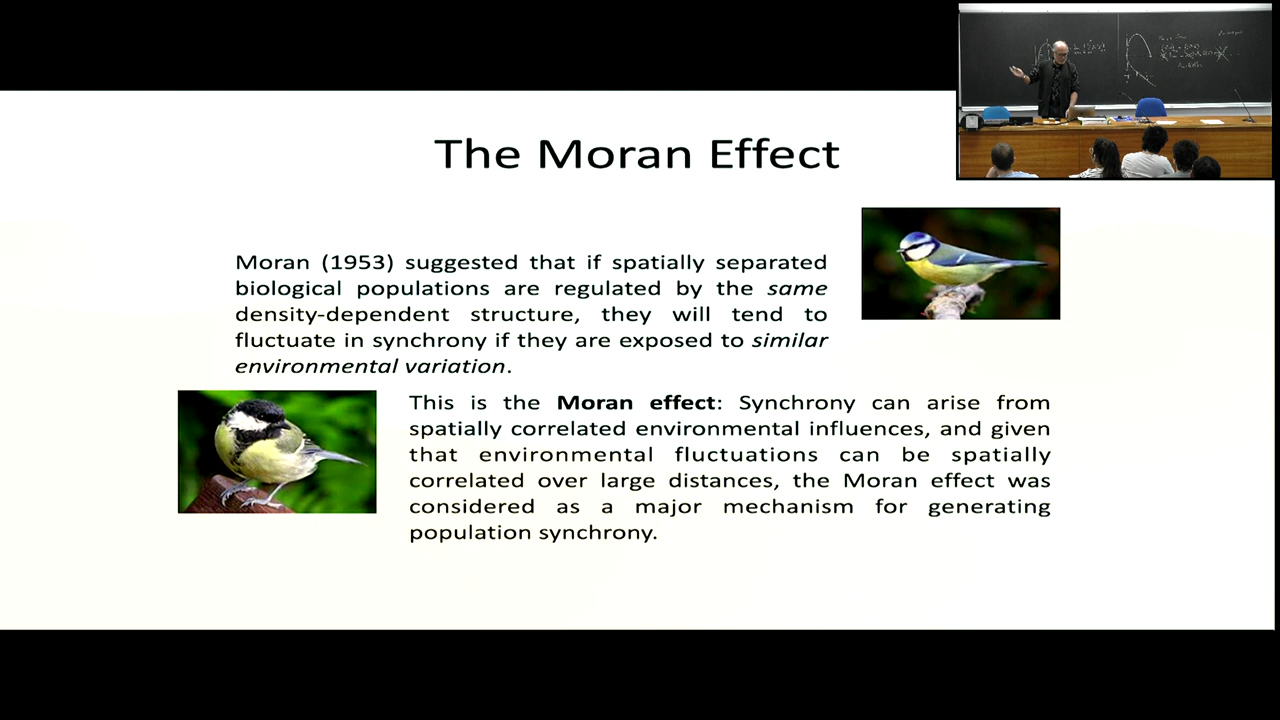 The Moran Effect
Moran (1953) suggested that if spatially separated
biological populations are regulated by the same
density-dependent structure, they will tend to
fluctuate in synchrony if they are exposed to similar
environmental variation.
This is the Moran effect: Synchrony can arise from
spatially correlated environmental influences, and given
that environmental fluctuations can be spatially
correlated over large distances, the Moran effect was
considered as a major mechanism for generating
population synchrony.